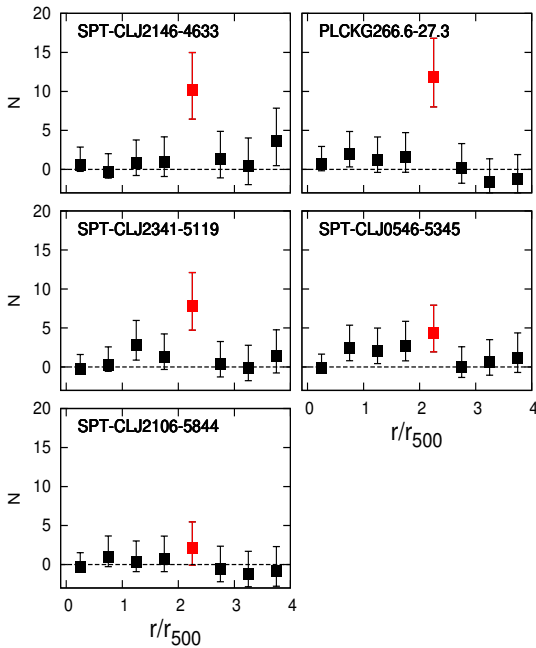 SPT-CLJ2146-4633
PLCKG266.6-27.3
20
15
10
5
0
N
SPT-CLJ2341-5119
SPT-CLJ0546-5345
20
15
10
5
0
N
0 1 2 3 4
r/r500
SPT-CLJ2106-5844
20
15
10
5
0
N
0 1 2 3 4
r/r500